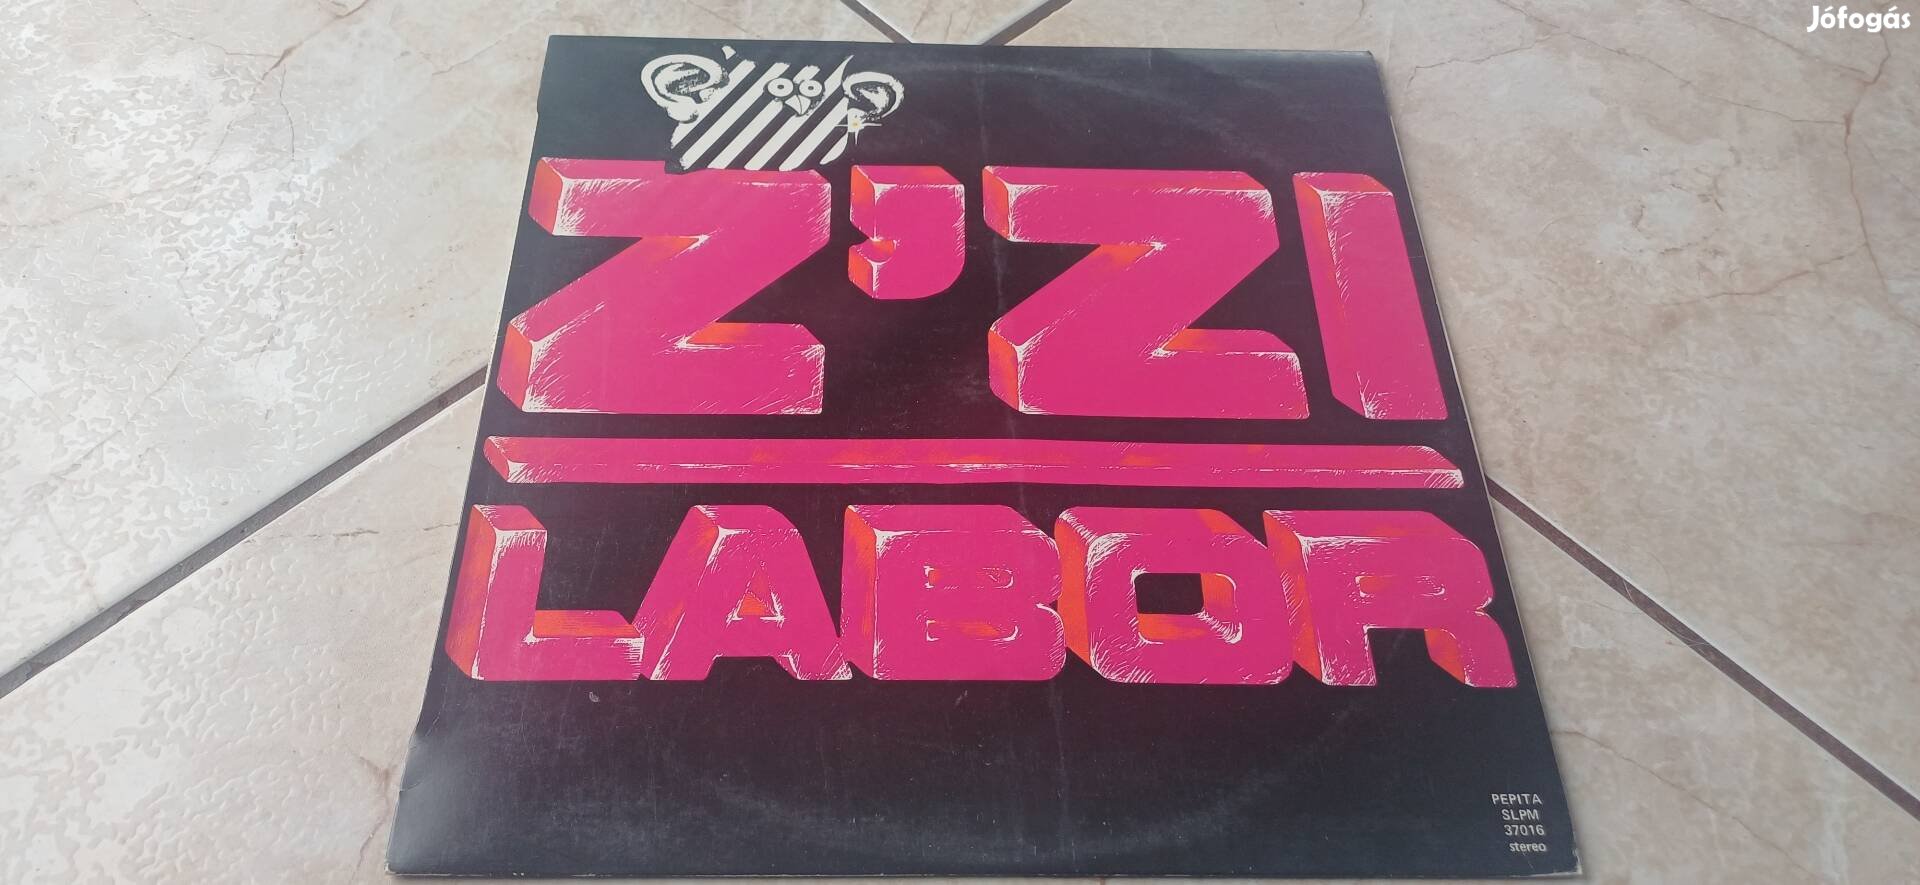 Jófogás
Z'ZI
LABOR
PEPITA
SLPM
37016
stereo